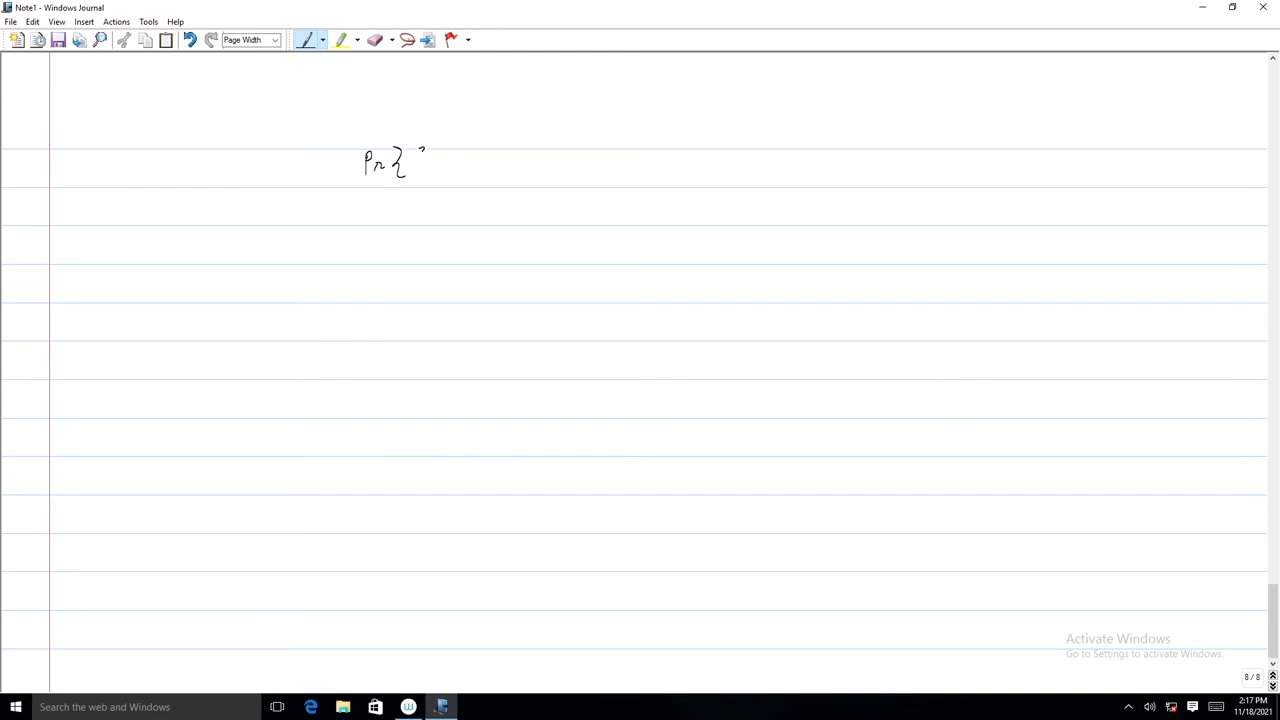 Note1 - Windows Journal
File Edit View Insert Actions Tools Help
Page Width
Pr{
Activate Windows
Go to Settings to activate Windows.
8 / 8
Search the web and Windows
2:17 PM
11/18/2021